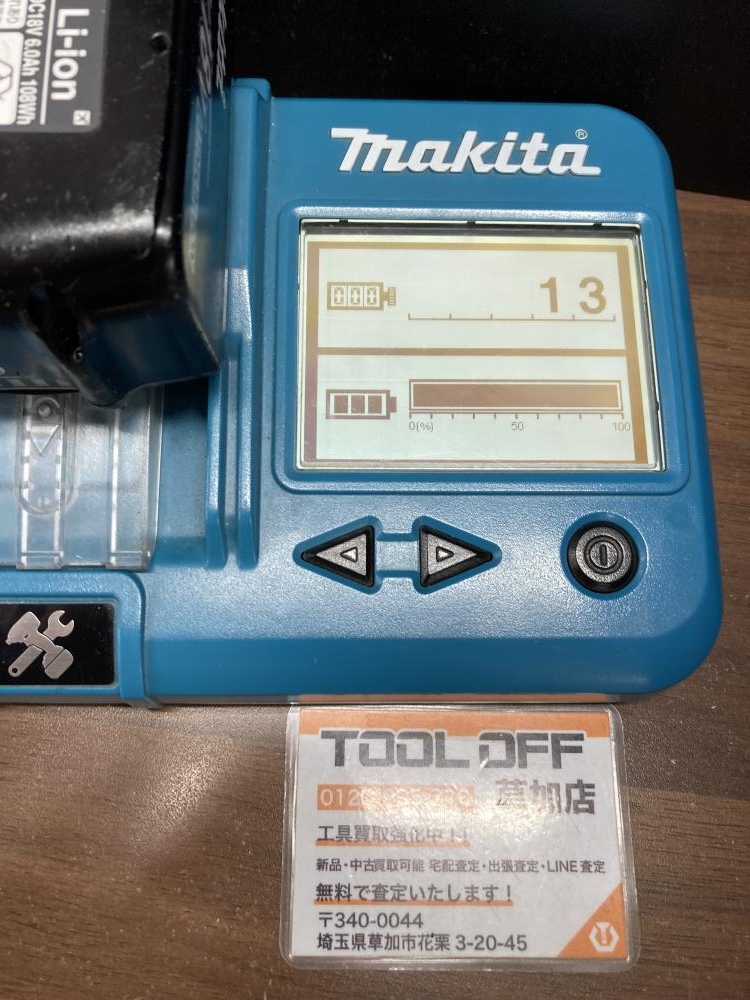 Li-ion
DC18V 6.0Ah 108Wh
makita®
000
13
0(%) 50 100
TOOL OFF
草加店
工具買取強化中!!
新品・中古買取可能 宅配査定・出張査定・LINE査定
無料で査定いたします!
〒340-0044
埼玉県草加市花栗 3-20-45